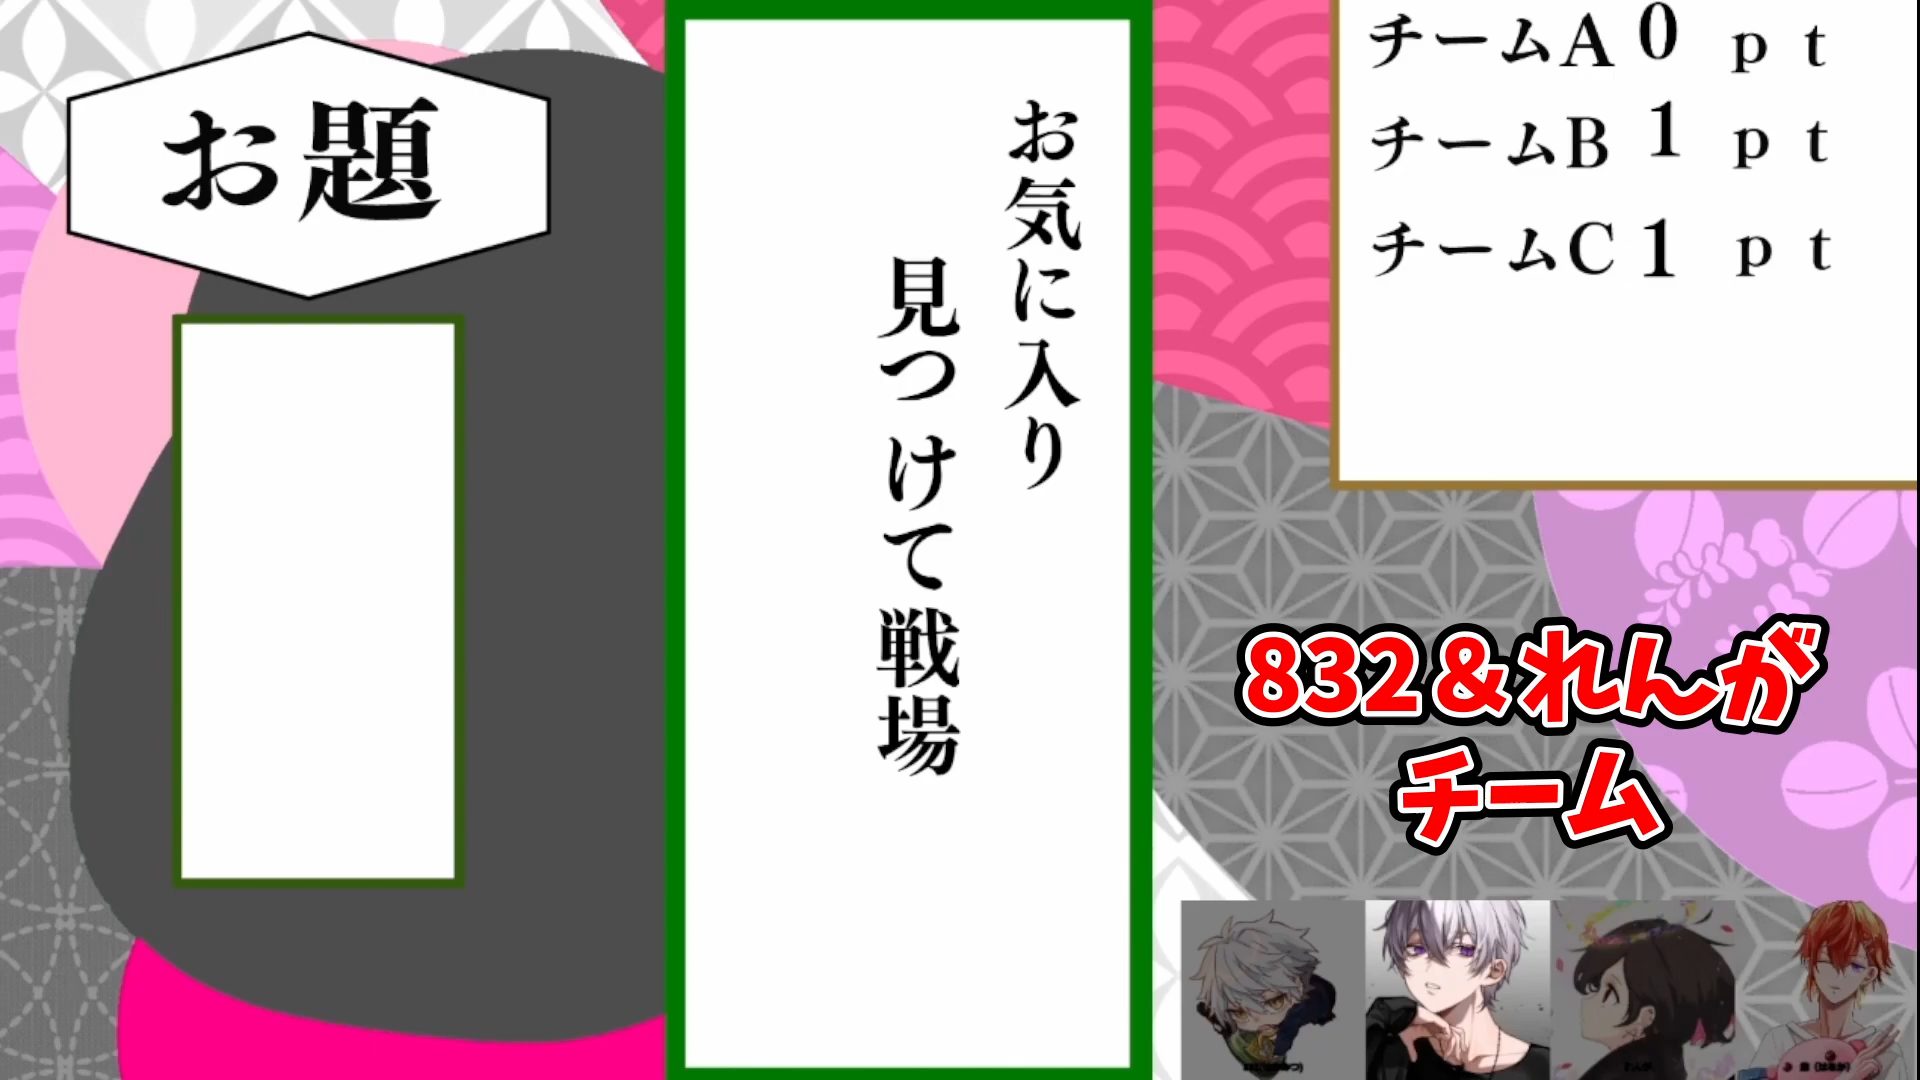 お題
お気に入り
見つけて戦場
チームA 0 pt
チームB 1 pt
チームC 1 pt
832&れんが
チーム